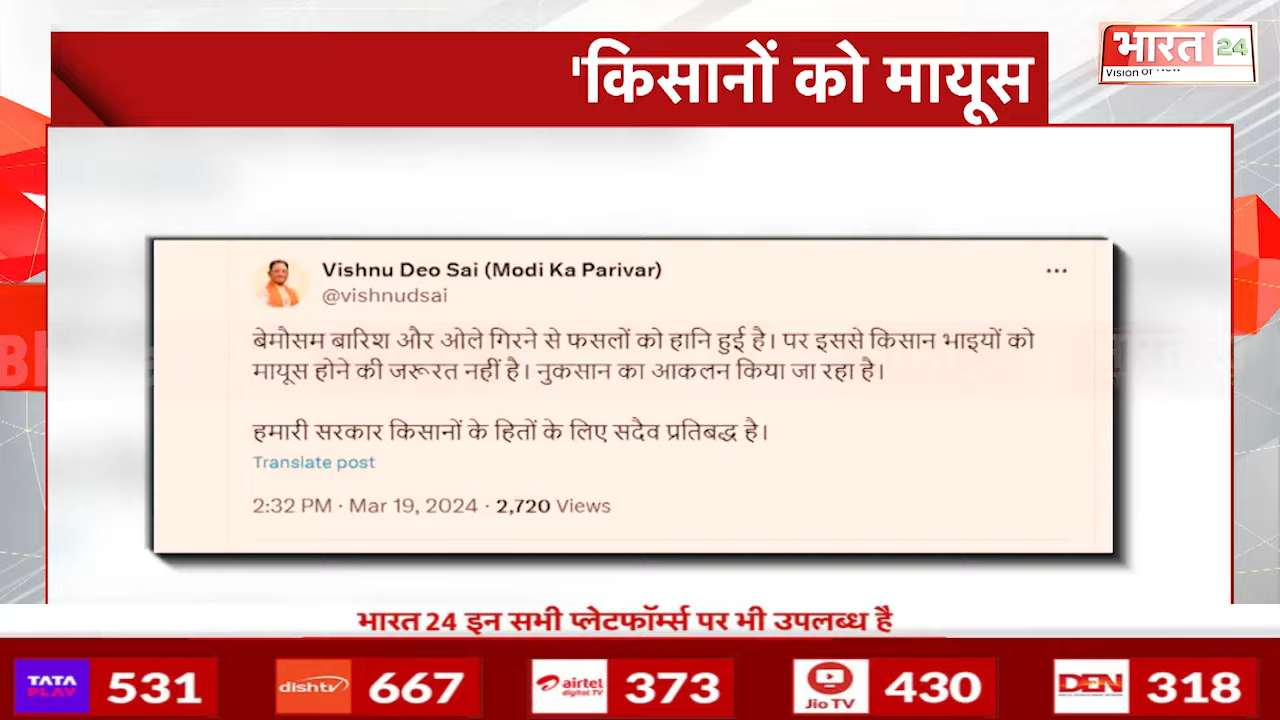 'किसानों को मायूस
भारत 24
Vision of New
Vishnu Deo Sai (Modi Ka Parivar)
@vishnudsai
बेमौसम बारिश और ओले गिरने से फसलों को हानि हुई है। पर इससे किसान भाइयों को
मायूस होने की जरूरत नहीं है। नुकसान का आकलन किया जा रहा है।
हमारी सरकार किसानों के हितों के लिए सदैव प्रतिबद्ध है।
Translate post
2:32 PM · Mar 19, 2024 · 2,720 Views
भारत 24 इन सभी प्लेटफॉर्म्स पर भी उपलब्ध है
TATA PLAY 531
dishtv 667
airtel digital TV 373
JioTV 430
DEN 318